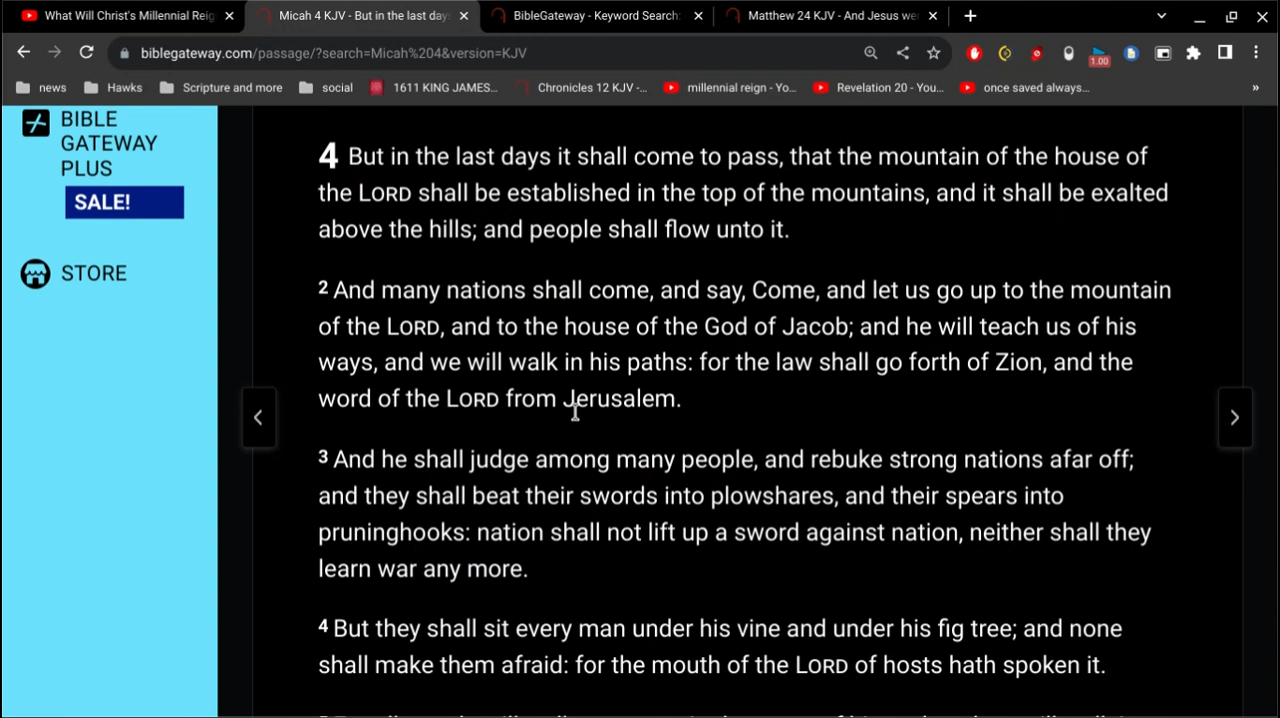 What Will Christ's Millennial Reig
Micah 4 KJV - But in the last day
BibleGateway - Keyword Search:
Matthew 24 KJV - And Jesus we
biblegateway.com/passage/?search=Micah%204&version=KJV
1.00
news
Hawks
Scripture and more
social
1611 KING JAMES...
Chronicles 12 KJV -...
millennial reign - Yo...
Revelation 20 - You...
once saved always...
»
BIBLE
GATEWAY
PLUS
SALE!
STORE
4 But in the last days it shall come to pass, that the mountain of the house of
the LORD shall be established in the top of the mountains, and it shall be exalted
above the hills; and people shall flow unto it.
2 And many nations shall come, and say, Come, and let us go up to the mountain
of the LORD, and to the house of the God of Jacob; and he will teach us of his
ways, and we will walk in his paths: for the law shall go forth of Zion, and the
word of the LORD from Jerusalem.
3 And he shall judge among many people, and rebuke strong nations afar off;
and they shall beat their swords into plowshares, and their spears into
pruninghooks: nation shall not lift up a sword against nation, neither shall they
learn war any more.
4 But they shall sit every man under his vine and under his fig tree; and none
shall make them afraid: for the mouth of the LORD of hosts hath spoken it.